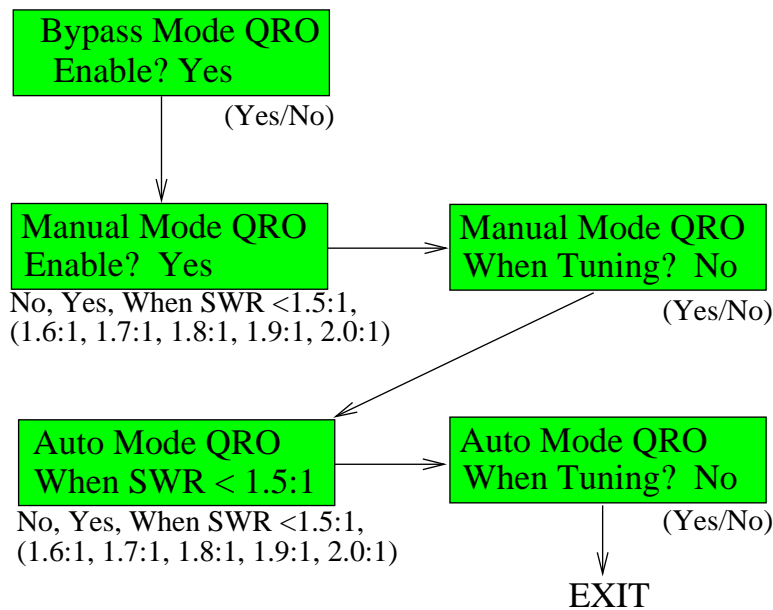 Bypass Mode QRO
Enable? Yes
(Yes/No)
Manual Mode QRO
Enable? Yes
No, Yes, When SWR <1.5:1,
(1.6:1, 1.7:1, 1.8:1, 1.9:1, 2.0:1)
Manual Mode QRO
When Tuning? No
(Yes/No)
Auto Mode QRO
When SWR < 1.5:1
No, Yes, When SWR <1.5:1,
(1.6:1, 1.7:1, 1.8:1, 1.9:1, 2.0:1)
Auto Mode QRO
When Tuning? No
(Yes/No)
EXIT